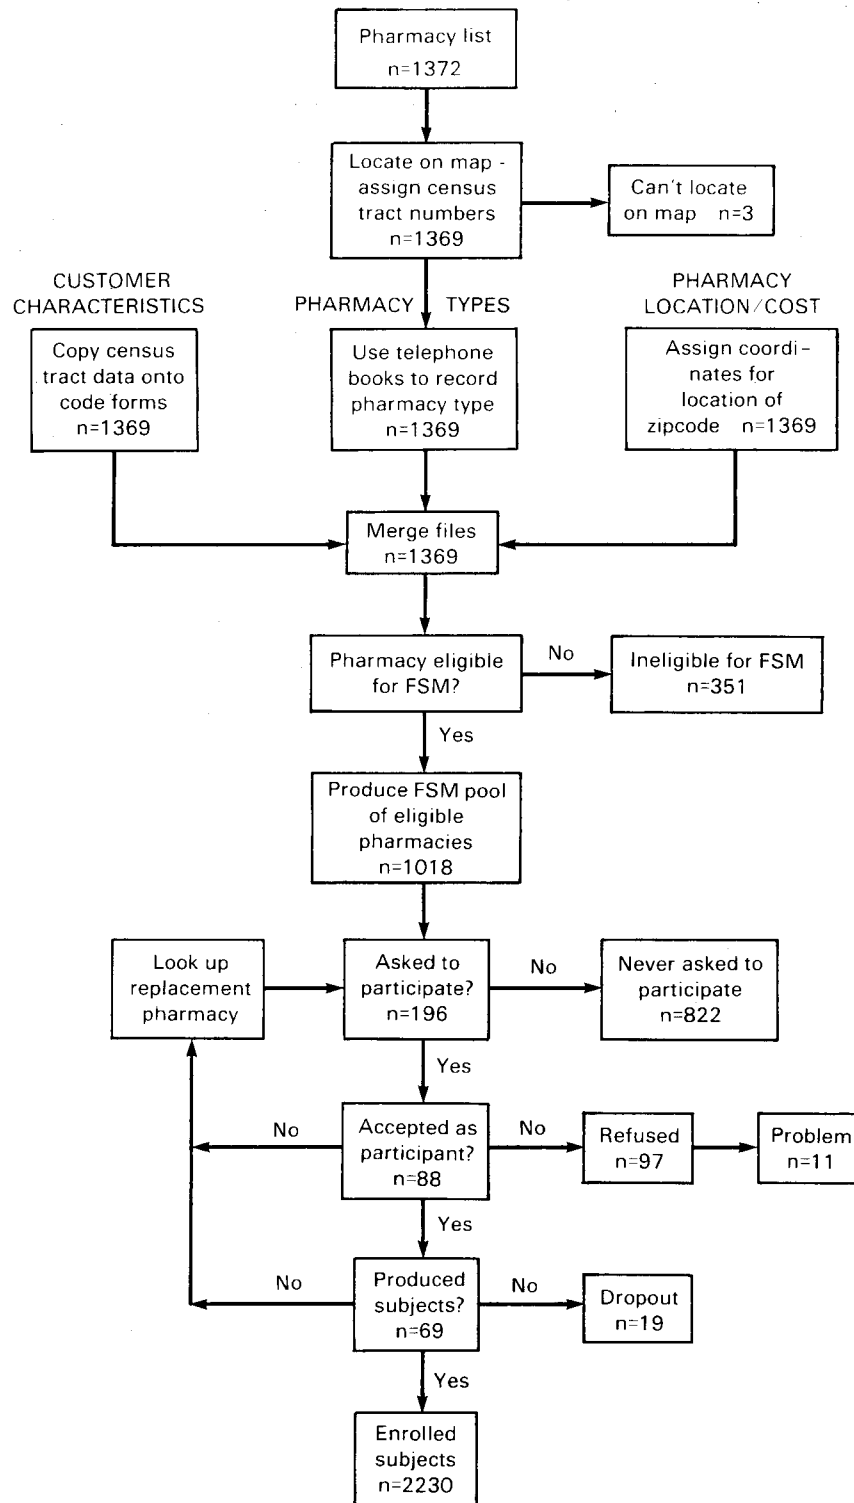 Pharmacy list
n=1372
Locate on map -
assign census
tract numbers
n=1369
Can't locate
on map n=3
CUSTOMER
CHARACTERISTICS
PHARMACY TYPES
PHARMACY
LOCATION/COST
Copy census
tract data onto
code forms
n=1369
Use telephone
books to record
pharmacy type
n=1369
Assign coordi-
nates for
location of
zipcode n=1369
Merge files
n=1369
Pharmacy eligible
for FSM?
No
Ineligible for FSM
n=351
Yes
Produce FSM pool
of eligible
pharmacies
n=1018
Look up
replacement
pharmacy
Asked to
participate?
n=196
No
Never asked to
participate
n=822
Yes
No
Accepted as
participant?
n=88
No
Refused
n=97
Problem
n=11
Yes
No
Produced
subjects?
n=69
No
Dropout
n=19
Yes
Enrolled
subjects
n=2230